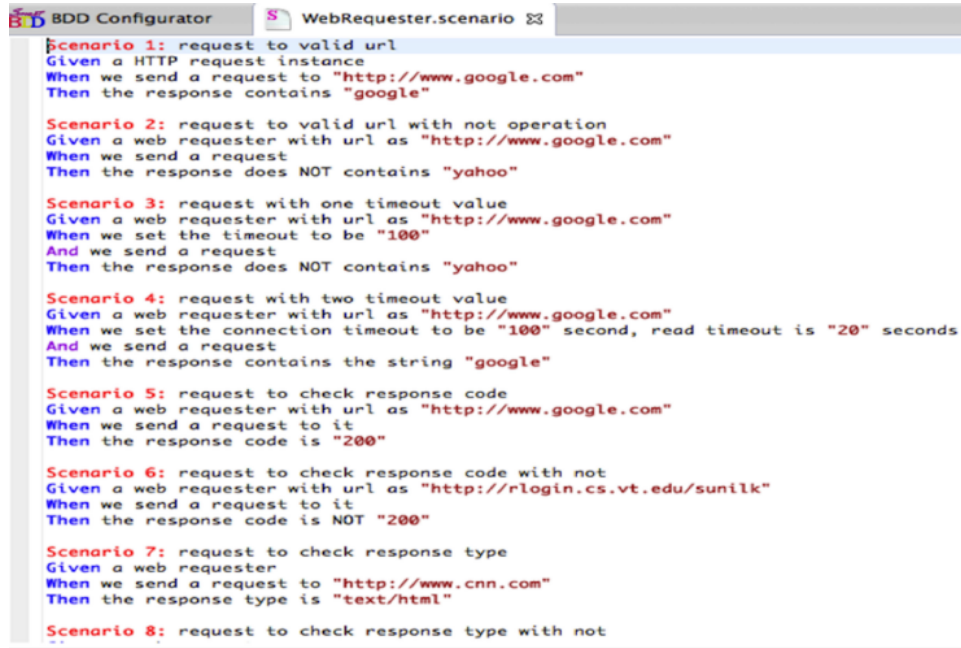 BDD BDD Configurator S WebRequester.scenario
Scenario 1: request to valid url
Given a HTTP request instance
When we send a request to "http://www.google.com"
Then the response contains "google"
Scenario 2: request to valid url with not operation
Given a web requester with url as "http://www.google.com"
When we send a request
Then the response does NOT contains "yahoo"
Scenario 3: request with one timeout value
Given a web requester with url as "http://www.google.com"
When we set the timeout to be "100"
And we send a request
Then the response does NOT contains "yahoo"
Scenario 4: request with two timeout value
Given a web requester with url as "http://www.google.com"
When we set the connection timeout to be "100" second, read timeout is "20" seconds
And we send a request
Then the response contains the string "google"
Scenario 5: request to check response code
Given a web requester with url as "http://www.google.com"
When we send a request to it
Then the response code is "200"
Scenario 6: request to check response code with not
Given a web requester with url as "http://rlogin.cs.vt.edu/sunilk"
When we send a request to it
Then the response code is NOT "200"
Scenario 7: request to check response type
Given a web requester
When we send a request to "http://www.cnn.com"
Then the response type is "text/html"
Scenario 8: request to check response type with not